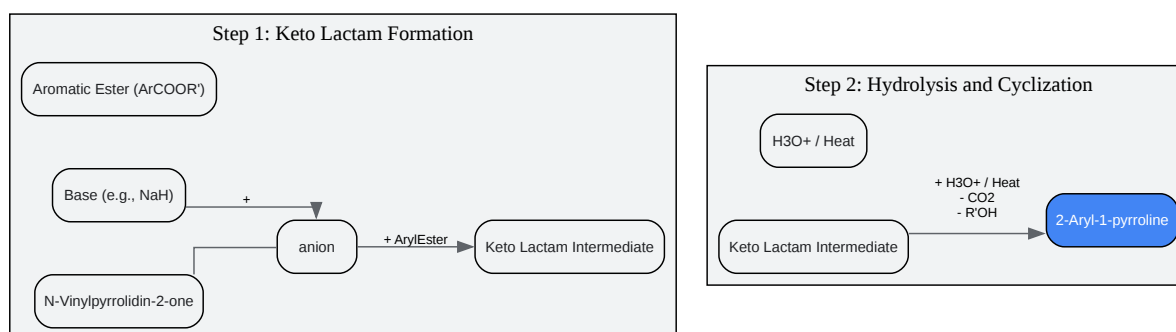 Step 1: Keto Lactam Formation
Aromatic Ester (ArCOOR')
Base (e.g., NaH)
+
anion
+ ArylEster
Keto Lactam Intermediate
N-Vinylpyrrolidin-2-one
Step 2: Hydrolysis and Cyclization
H3O+ / Heat
+ H3O+ / Heat
- CO2
- R'OH
Keto Lactam Intermediate
2-Aryl-1-pyrroline